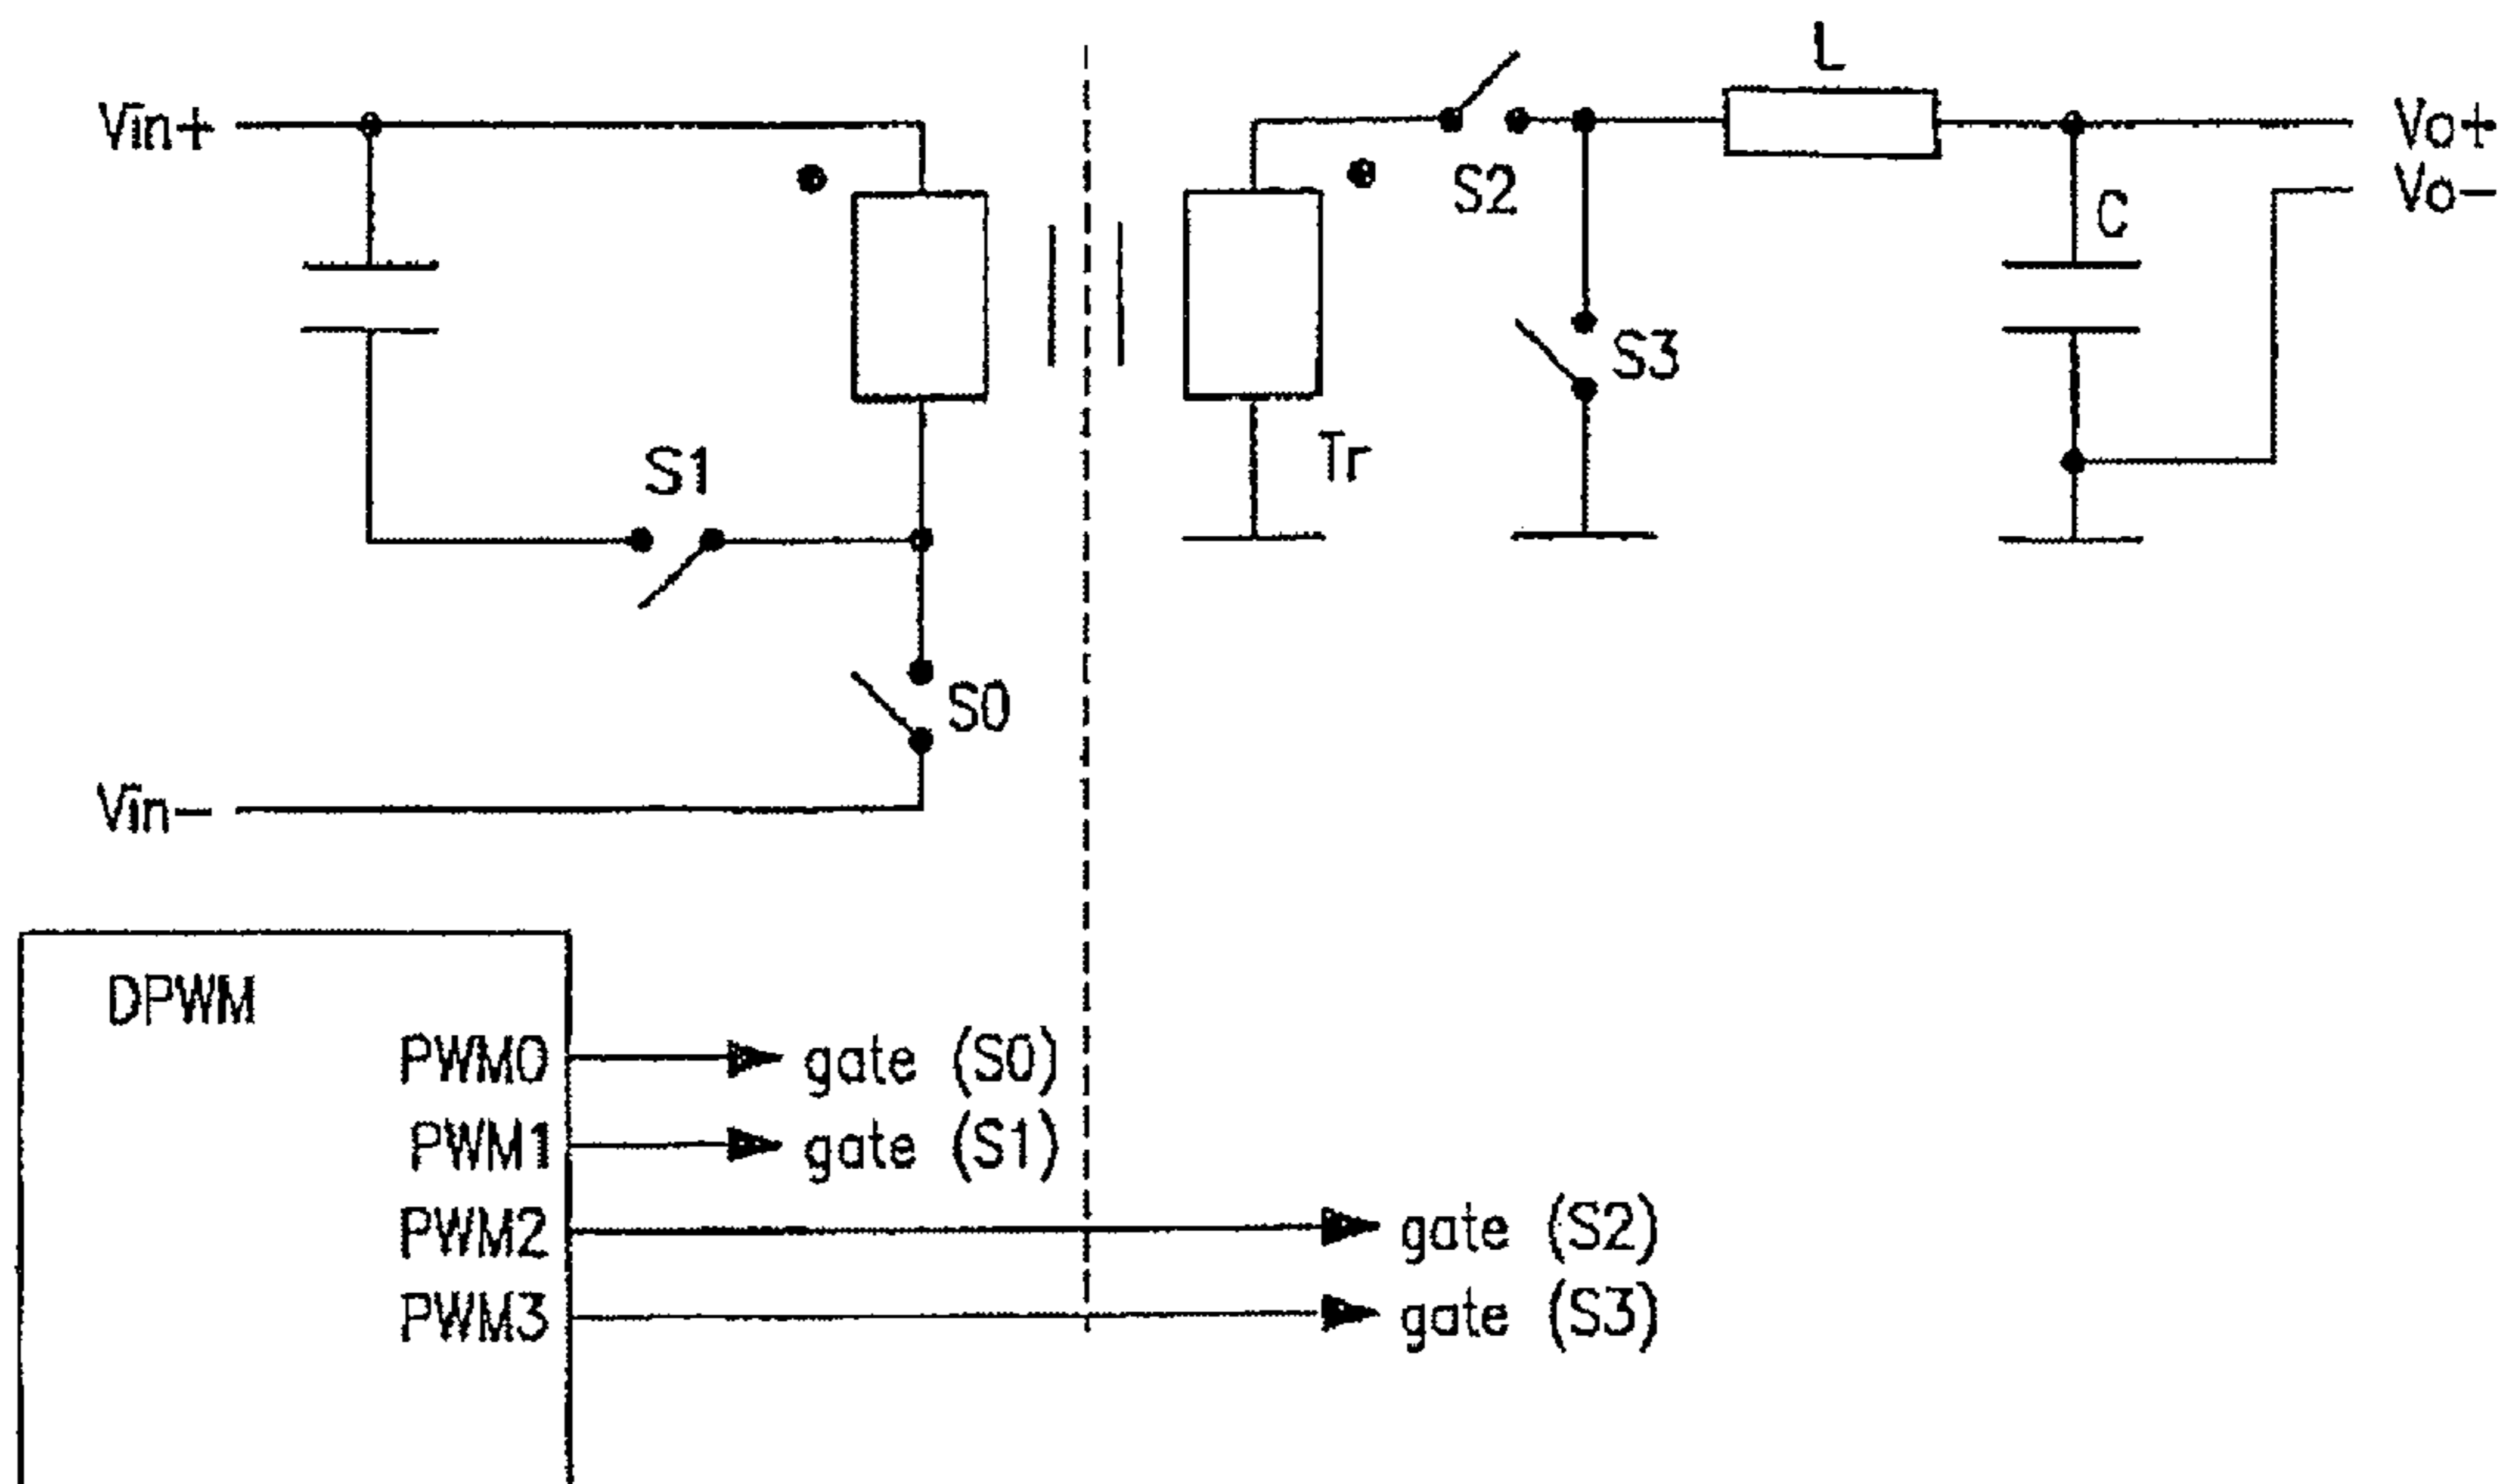 L
Vin+
Vo+
S2
Vo-
C
S3
Tr
S1
S0
Vin-
DPWM
PWM0 gate (S0)
PWM1 gate (S1)
PWM2 gate (S2)
PWM3 gate (S3)